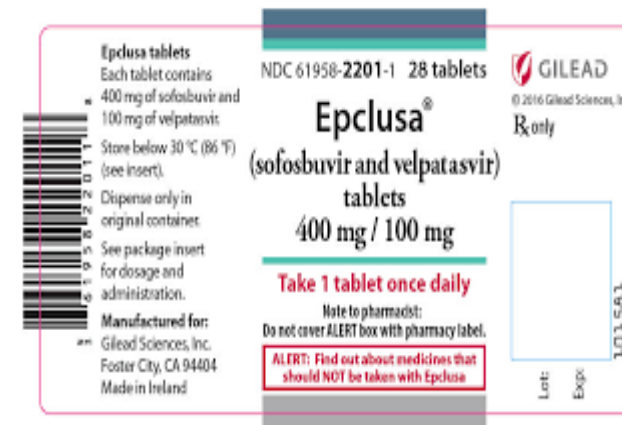 Epclusa tablets
Each tablet contains
400 mg of sofosbuvir and
100 mg of velpatasvir.
Store below 30 °C (86 °F)
(see insert).
Dispense only in
original container.
See package insert
for dosage and
administration.
Manufactured for:
Gilead Sciences, Inc.
Foster City, CA 94404
Made in Ireland
NDC 61958-2201-1 28 tablets
Epclusa®
(sofosbuvir and velpatasvir)
tablets
400 mg / 100 mg
Take 1 tablet once daily
Note to pharmacist:
Do not cover ALERT box with pharmacy label.
ALERT: Find out about medicines that
should NOT be taken with Epclusa
GILEAD
© 2016 Gilead Sciences, In
Rx only
Lot:
Exp: